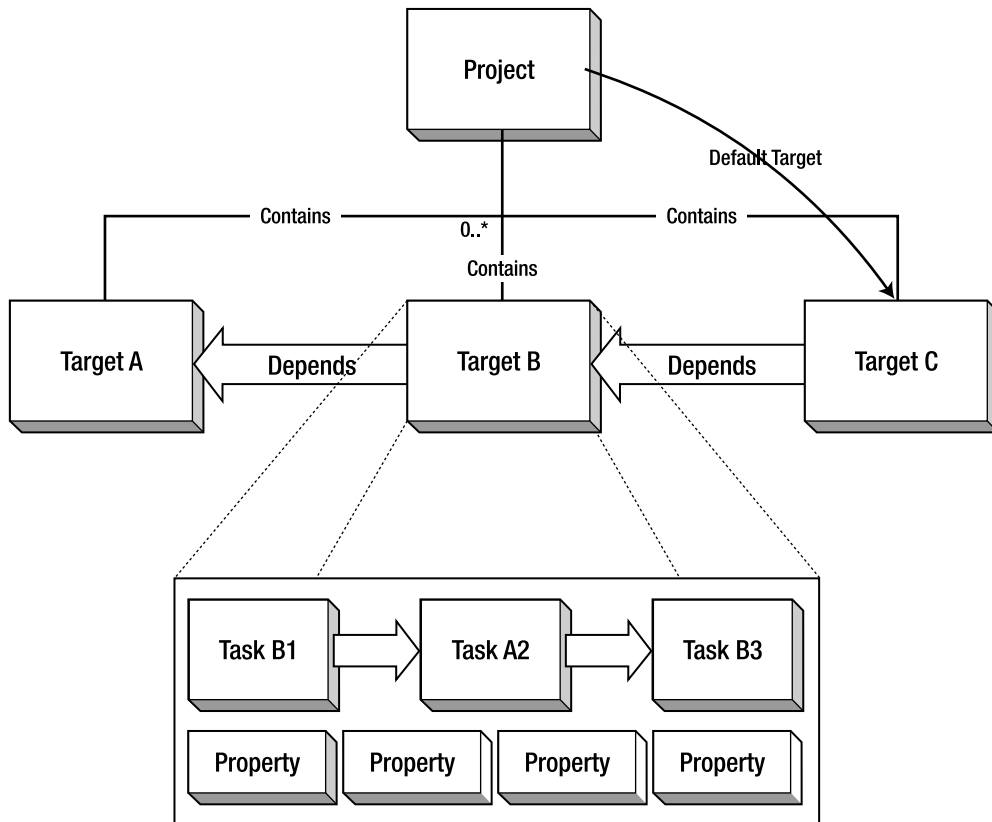 Project
Default Target
Contains
Contains
0..*
Contains
Target A
Depends
Target B
Depends
Target C
Task B1
Task A2
Task B3
Property
Property
Property
Property